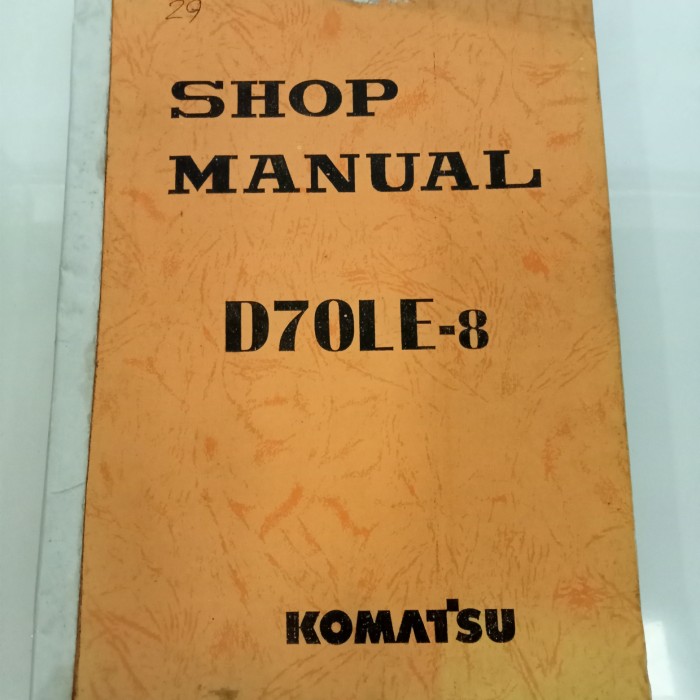 29
SHOP
MANUAL
D70LE-8
KOMATSU